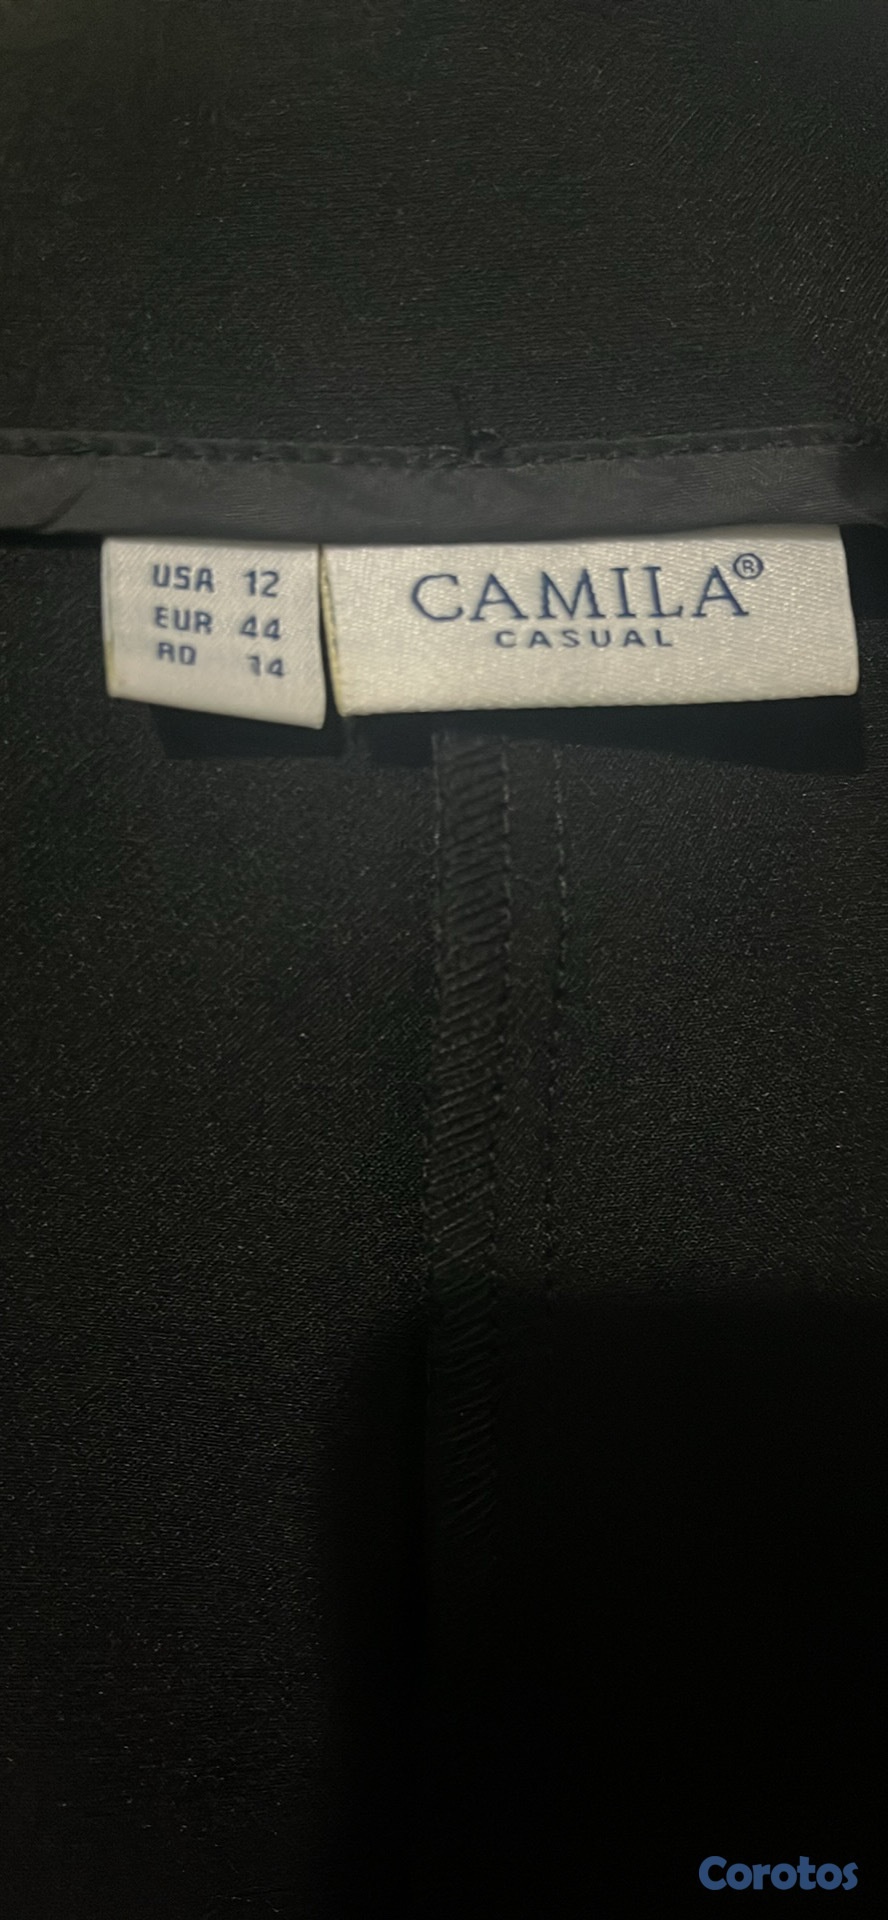 USA 12
EUR 44
RD 14
CAMILA®
CASUAL
Corotos